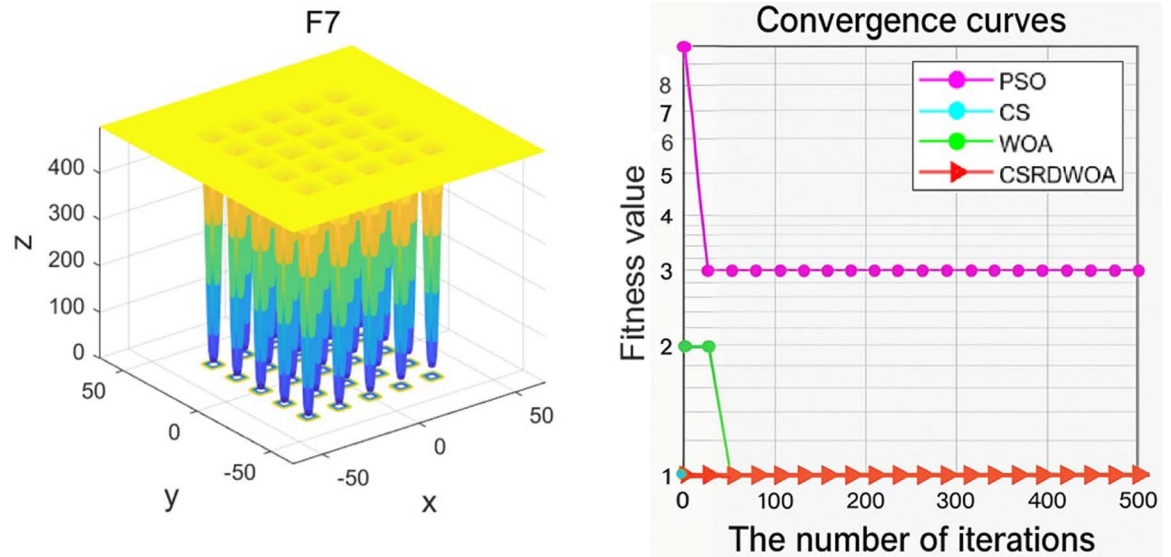 F7
400
300
200
100
0
z
50
0
-50
y
-50
0
50
x
Convergence curves
PSO
CS
WOA
CSRDWOA
8
7
6
5
4
3
2
1
Fitness value
0 100 200 300 400 500
The number of iterations